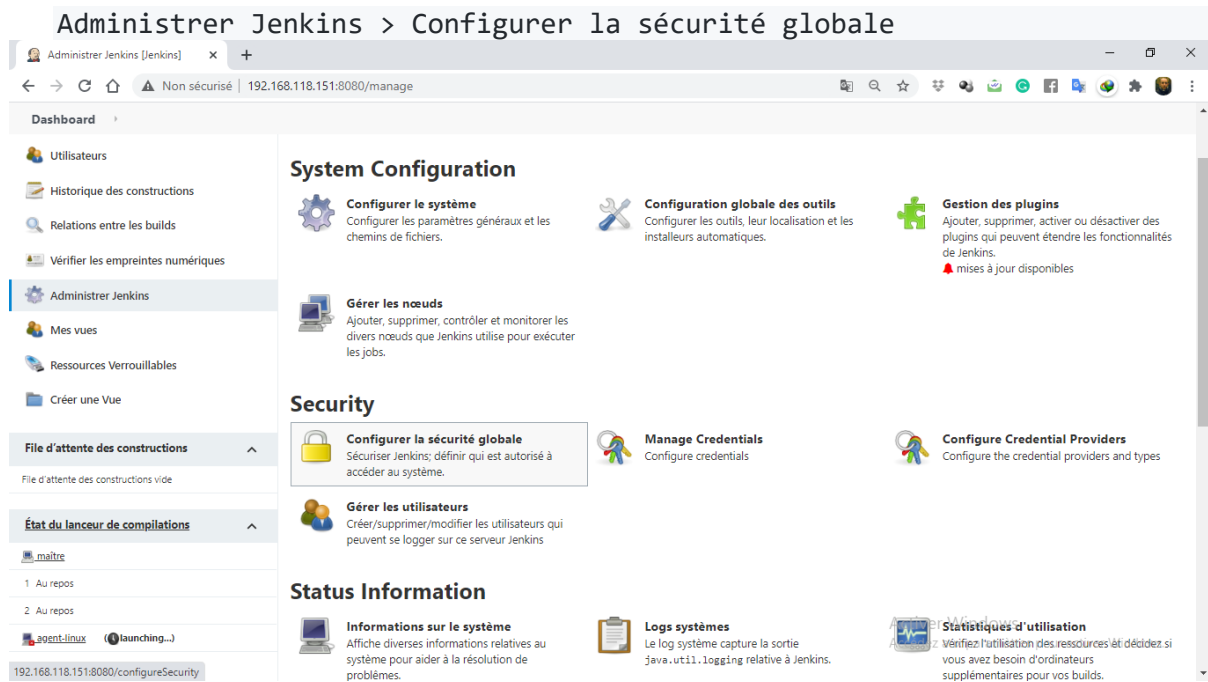 Administrer Jenkins > Configurer la sécurité globale
Administrer Jenkins [Jenkins]
Non sécurisé | 192.168.118.151:8080/manage
Dashboard
Utilisateurs
Historique des constructions
Relations entre les builds
Vérifier les empreintes numériques
Administrer Jenkins
Mes vues
Ressources Verrouillables
Créer une Vue
File d'attente des constructions
File d'attente des constructions vide
État du lanceur de compilations
maître
1 Au repos
2 Au repos
agent-linux (launching...)
192.168.118.151:8080/configureSecurity
System Configuration
Configurer le système
Configurer les paramètres généraux et les
chemins de fichiers.
Configuration globale des outils
Configurer les outils, leur localisation et les
installeurs automatiques.
Gestion des plugins
Ajouter, supprimer, activer ou désactiver des
plugins qui peuvent étendre les fonctionnalités
de Jenkins.
mises à jour disponibles
Gérer les nœuds
Ajouter, supprimer, contrôler et monitorer les
divers nœuds que Jenkins utilise pour exécuter
les jobs.
Security
Configurer la sécurité globale
Sécuriser Jenkins; définir qui est autorisé à
accéder au système.
Manage Credentials
Configure credentials
Configure Credential Providers
Configure the credential providers and types
Gérer les utilisateurs
Créer/supprimer/modifier les utilisateurs qui
peuvent se logger sur ce serveur Jenkins
Status Information
Informations sur le système
Affiche diverses informations relatives au
système pour aider à la résolution de
problèmes.
Logs systèmes
Le log système capture la sortie
java.util.logging relative à Jenkins.
Statistiques d'utilisation
Vérifiez l'utilisation des ressources et décidez si
vous avez besoin d'ordinateurs
supplémentaires pour vos builds.